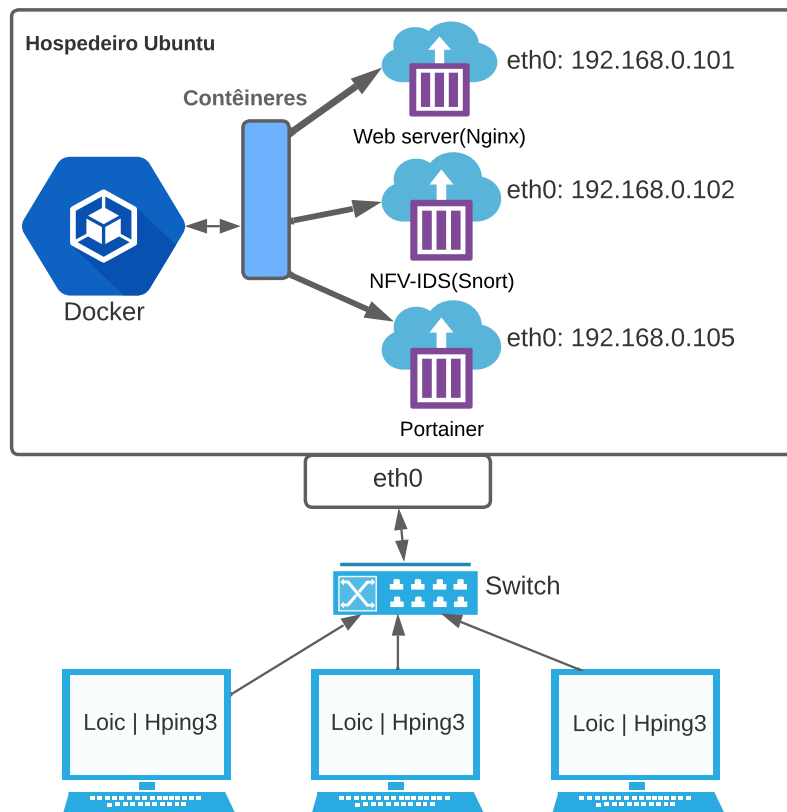 Hospedeiro Ubuntu
eth0: 192.168.0.101
Contêineres
Web server(Nginx)
eth0: 192.168.0.102
NFV-IDS(Snort)
Docker
eth0: 192.168.0.105
Portainer
eth0
Switch
Loic | Hping3
Loic | Hping3
Loic | Hping3